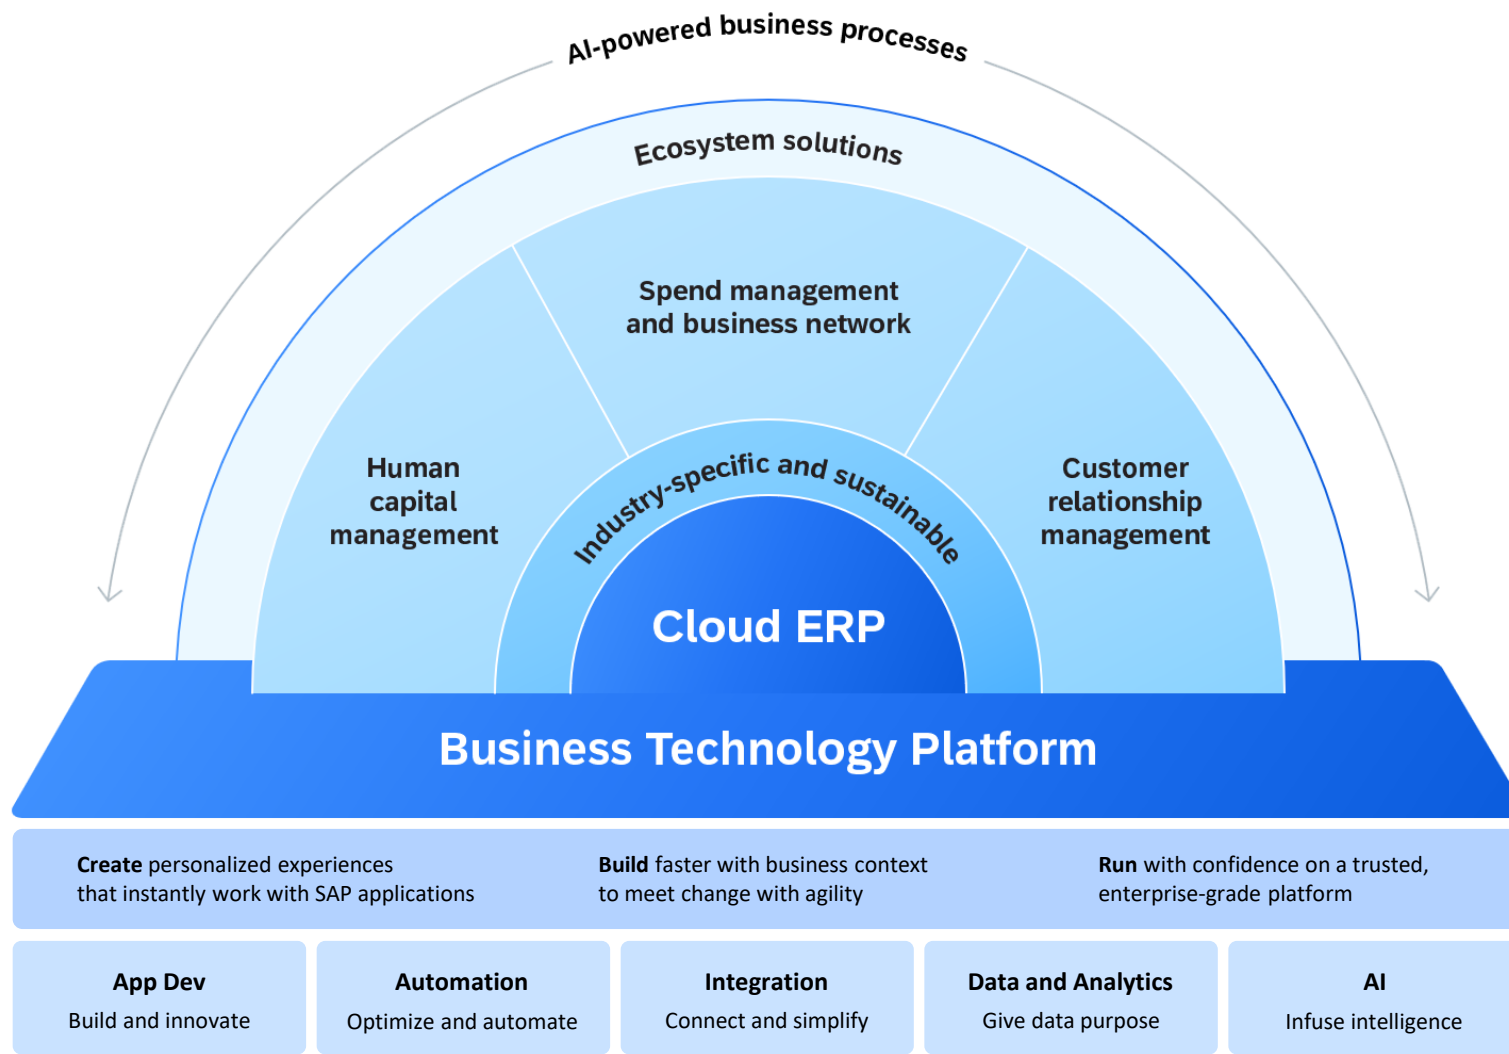 AI-powered business processes
Ecosystem solutions
Spend management
and business network
Human
capital
management
Customer
relationship
management
Industry-specific and sustainable
Cloud ERP
Business Technology Platform
Create personalized experiences
that instantly work with SAP applications
Build faster with business context
to meet change with agility
Run with confidence on a trusted,
enterprise-grade platform
App Dev
Build and innovate
Automation
Optimize and automate
Integration
Connect and simplify
Data and Analytics
Give data purpose
AI
Infuse intelligence